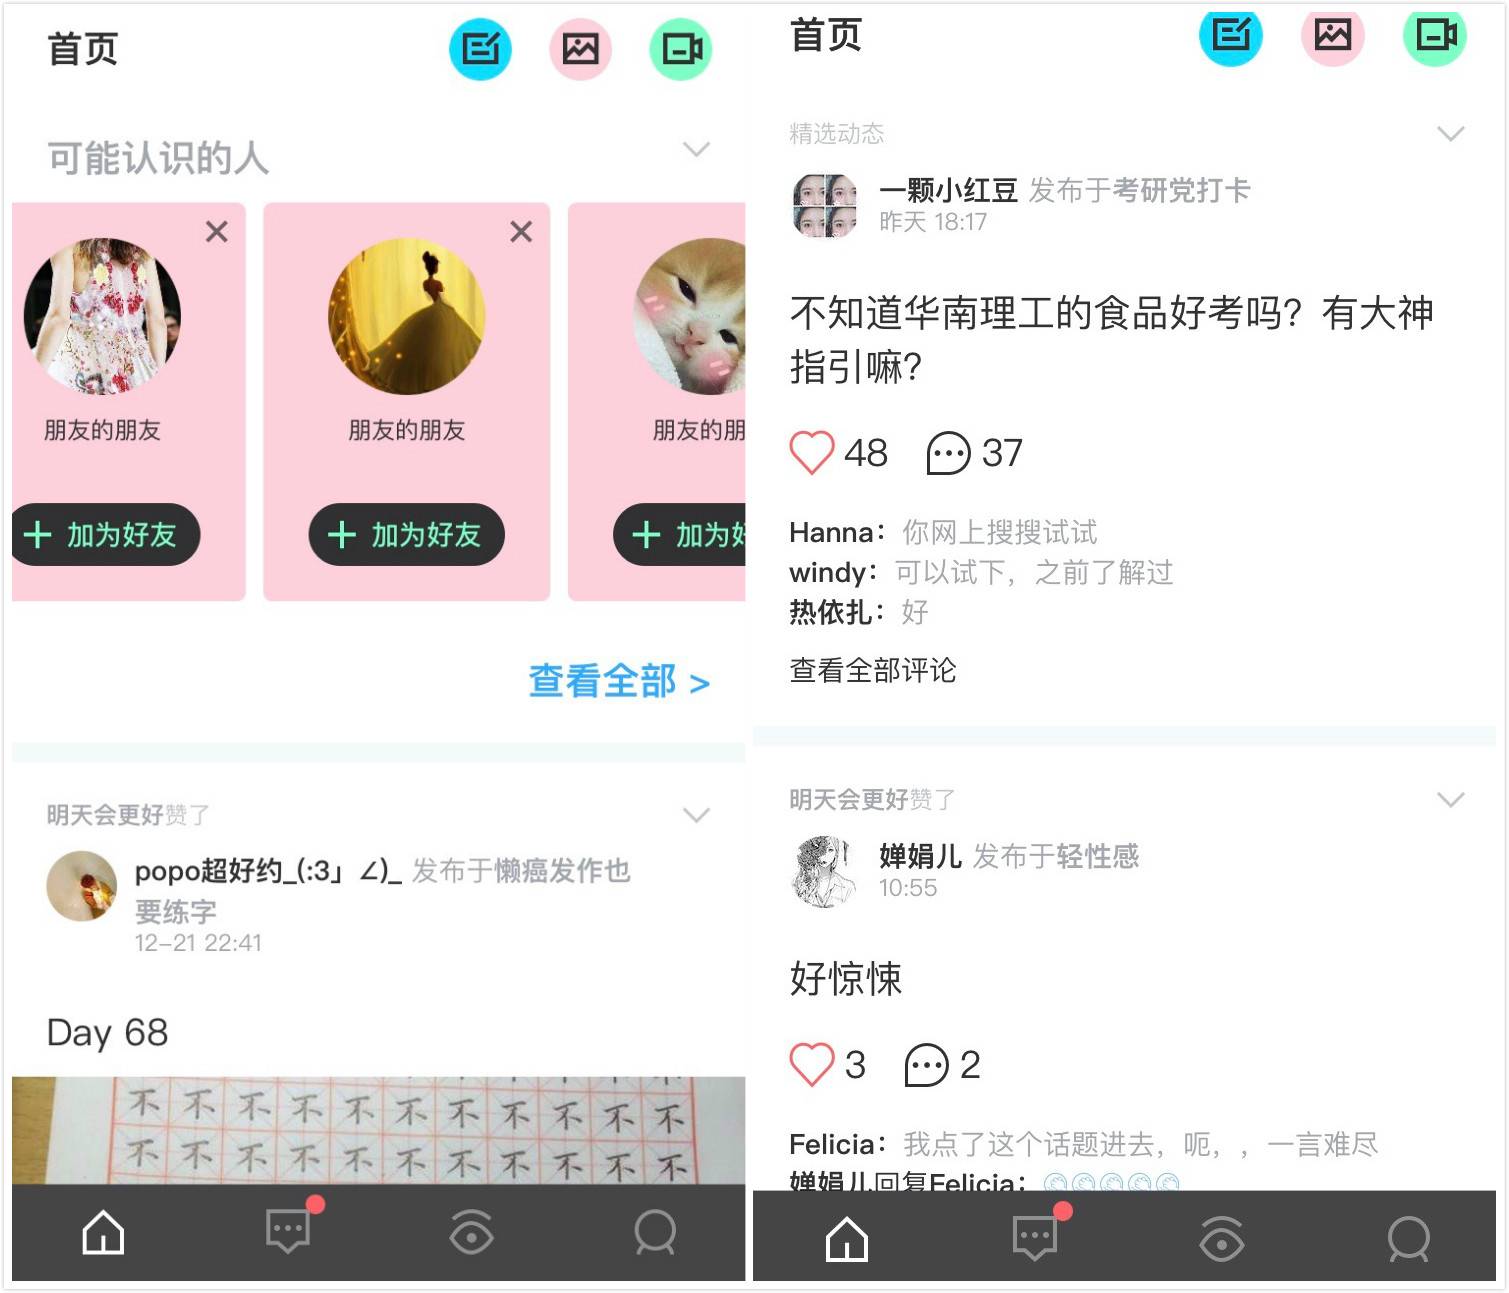 首页
可能认识的人
朋友的朋友
朋友的朋友
朋友的朋
加为好友
加为好友
加为好
查看全部 >
明天会更好赞了
popo超好约_(:3」∠)_ 发布于懒癌发作也
要练字
12-21 22:41
Day 68
不 不 不 不 不 不 不 不 不 不 不
不 不 不 不 不 不 不 不 不 不 不
首页
精选动态
一颗小红豆 发布于考研党打卡
昨天 18:17
不知道华南理工的食品好考吗？有大神
指引嘛？
48 37
Hanna：你网上搜搜试试
windy：可以试下，之前了解过
热依扎：好
查看全部评论
明天会更好赞了
婵娟儿 发布于轻性感
10:55
好惊悚
3 2
Felicia：我点了这个话题进去，呃，，一言难尽
婵娟儿回复Felicia：